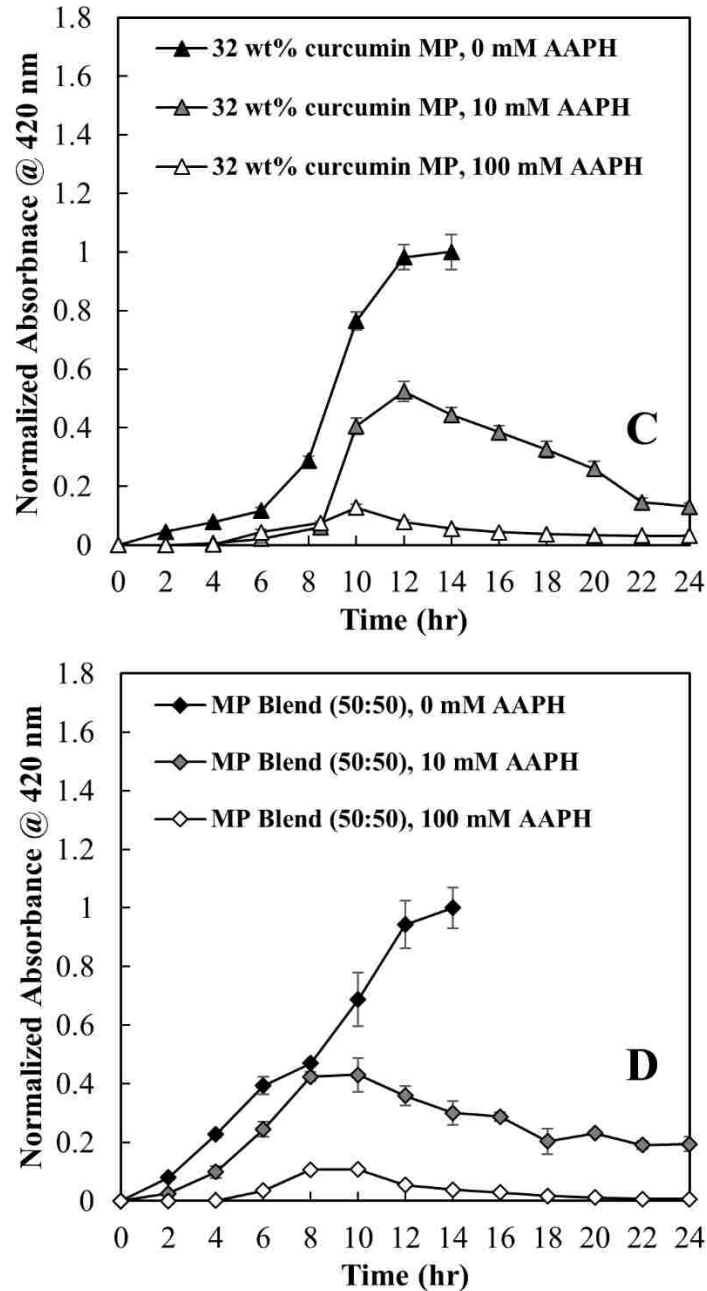 1.8
1.6
1.4
1.2
1
0.8
0.6
0.4
0.2
0
Normalized Absorbnace @ 420 nm
32 wt% curcumin MP, 0 mM AAPH
32 wt% curcumin MP, 10 mM AAPH
32 wt% curcumin MP, 100 mM AAPH
C
0 2 4 6 8 10 12 14 16 18 20 22 24
Time (hr)
1.8
1.6
1.4
1.2
1
0.8
0.6
0.4
0.2
0
Normalized Absorbance @ 420 nm
MP Blend (50:50), 0 mM AAPH
MP Blend (50:50), 10 mM AAPH
MP Blend (50:50), 100 mM AAPH
D
0 2 4 6 8 10 12 14 16 18 20 22 24
Time (hr)